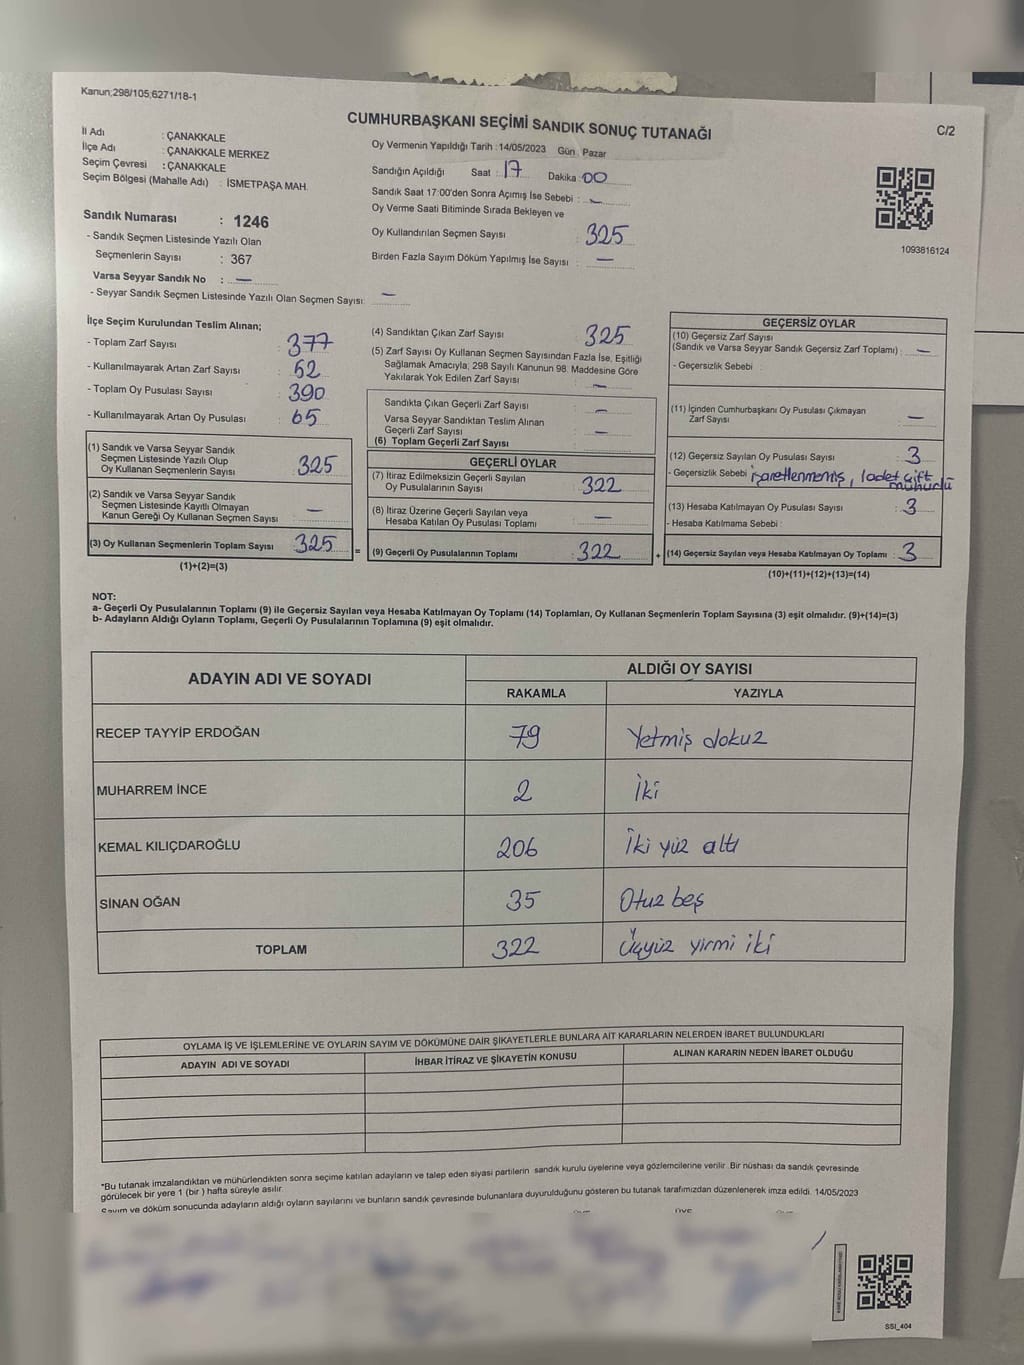 Kanun;298/105;6271/18-1
CUMHURBAŞKANI SEÇİMİ SANDIK SONUÇ TUTANAĞI
C/2
İl Adı : ÇANAKKALE
İlçe Adı : ÇANAKKALE MERKEZ
Seçim Çevresi : ÇANAKKALE
Seçim Bölgesi (Mahalle Adı) : İSMETPAŞA MAH.
Sandık Numarası : 1246
- Sandık Seçmen Listesinde Yazılı Olan
Seçmenlerin Sayısı : 367
Varsa Seyyar Sandık No : —
- Seyyar Sandık Seçmen Listesinde Yazılı Olan Seçmen Sayısı: —
Oy Vermenin Yapıldığı Tarih : 14/05/2023 Gün : Pazar
Sandığın Açıldığı Saat : 17 Dakika : 00
Sandık Saat 17:00'den Sonra Açımış İse Sebebi : —
Oy Verme Saati Bitiminde Sırada Bekleyen ve
Oy Kullandırılan Seçmen Sayısı : 325
Birden Fazla Sayım Döküm Yapılmış İse Sayısı : —
1093816124
İlçe Seçim Kurulundan Teslim Alınan;
- Toplam Zarf Sayısı : 377
- Kullanılmayarak Artan Zarf Sayısı : 52
- Toplam Oy Pusulası Sayısı : 390
- Kullanılmayarak Artan Oy Pusulası : 65
(1) Sandık ve Varsa Seyyar Sandık
Seçmen Listesinde Yazılı Olup
Oy Kullanan Seçmenlerin Sayısı : 325
(2) Sandık ve Varsa Seyyar Sandık
Seçmen Listesinde Kayıtlı Olmayan
Kanun Gereği Oy Kullanan Seçmen Sayısı : —
(3) Oy Kullanan Seçmenlerin Toplam Sayısı : 325 =
(1)+(2)=(3)
(4) Sandıktan Çıkan Zarf Sayısı : 325
(5) Zarf Sayısı Oy Kullanan Seçmen Sayısından Fazla İse, Eşitliği
Sağlamak Amacıyla, 298 Sayılı Kanunun 98. Maddesine Göre
Yakılarak Yok Edilen Zarf Sayısı : —
Sandıkta Çıkan Geçerli Zarf Sayısı : —
Varsa Seyyar Sandıktan Teslim Alınan
Geçerli Zarf Sayısı : —
(6) Toplam Geçerli Zarf Sayısı
GEÇERLİ OYLAR
(7) İtiraz Edilmeksizin Geçerli Sayılan
Oy Pusulalarının Sayısı : 322
(8) İtiraz Üzerine Geçerli Sayılan veya
Hesaba Katılan Oy Pusulası Toplamı : —
(9) Geçerli Oy Pusulalarının Toplamı : 322 +
GEÇERSİZ OYLAR
(10) Geçersiz Zarf Sayısı
(Sandık ve Varsa Seyyar Sandık Geçersiz Zarf Toplamı) : —
- Geçersizlik Sebebi :
(11) İçinden Cumhurbaşkanı Oy Pusulası Çıkmayan
Zarf Sayısı : —
(12) Geçersiz Sayılan Oy Pusulası Sayısı : 3
- Geçersizlik Sebebi işaretlenmemiş, 1adet çift
mühürlü
(13) Hesaba Katılmayan Oy Pusulası Sayısı : 3
- Hesaba Katılmama Sebebi :
(14) Geçersiz Sayılan veya Hesaba Katılmayan Oy Toplamı : 3
(10)+(11)+(12)+(13)=(14)
NOT:
a- Geçerli Oy Pusulalarının Toplamı (9) ile Geçersiz Sayılan veya Hesaba Katılmayan Oy Toplamı (14) Toplamları, Oy Kullanan Seçmenlerin Toplam Sayısına (3) eşit olmalıdır. (9)+(14)=(3)
b- Adayların Aldığı Oyların Toplamı, Geçerli Oy Pusulalarının Toplamına (9) eşit olmalıdır.
ADAYIN ADI VE SOYADI
ALDIĞI OY SAYISI
RAKAMLA YAZIYLA
RECEP TAYYİP ERDOĞAN 79 Yetmiş dokuz
MUHARREM İNCE 2 İki
KEMAL KILIÇDAROĞLU 206 İki yüz altı
SİNAN OĞAN 35 Otuz beş
TOPLAM 322 Üçyüz yirmi iki
OYLAMA İŞ VE İŞLEMLERİNE VE OYLARIN SAYIM VE DÖKÜMÜNE DAİR ŞİKAYETLERLE BUNLARA AİT KARARLARIN NELERDEN İBARET BULUNDUKLARI
ADAYIN ADI VE SOYADI İHBAR İTİRAZ VE ŞİKAYETİN KONUSU ALINAN KARARIN NEDEN İBARET OLDUĞU
*Bu tutanak imzalandıktan ve mühürlendikten sonra seçime katılan adayların ve talep eden siyasi partilerin sandık kurulu üyelerine veya gözlemcilerine verilir. Bir nüshası da sandık çevresinde
görülecek bir yere 1 (bir ) hafta süreyle asılır.
Sayım ve döküm sonucunda adayların aldığı oyların sayılarını ve bunların sandık çevresinde bulunanlara duyurulduğunu gösteren bu tutanak tarafımızdan düzenlenerek imza edildi. 14/05/2023
SSI_404